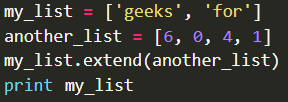 my_list = ['geeks', 'for']
another_list = [6, 0, 4, 1]
my_list.extend(another_list)
print my_list